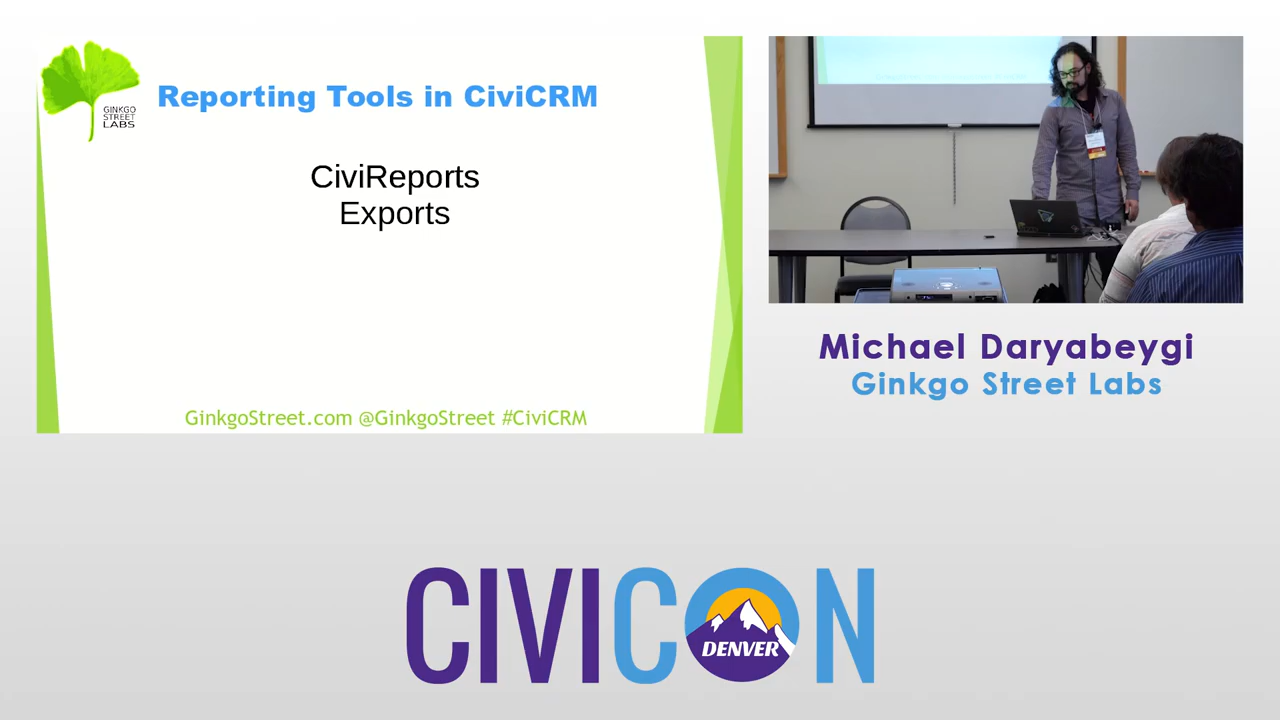 GINKGO
STREET
LABS
Reporting Tools in CiviCRM
CiviReports
Exports
GinkgoStreet.com @GinkgoStreet #CiviCRM
Michael Daryabeygi
Ginkgo Street Labs
CIVICON
DENVER